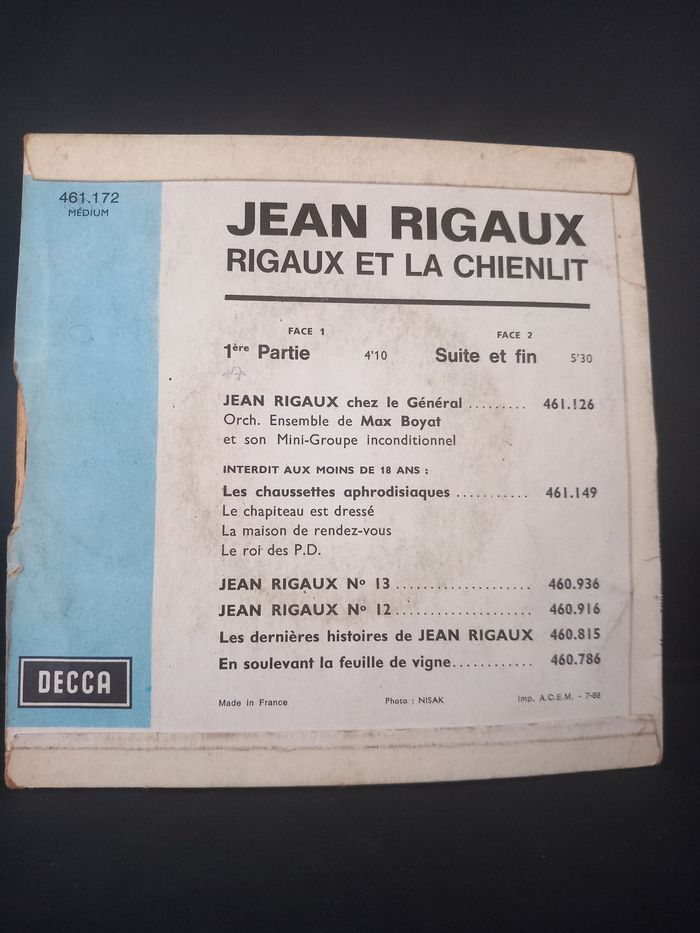 461.172
MÉDIUM
JEAN RIGAUX
RIGAUX ET LA CHIENLIT
FACE 1
1ère Partie 4'10
FACE 2
Suite et fin 5'30
JEAN RIGAUX chez le Général ......... 461.126
Orch. Ensemble de Max Boyat
et son Mini-Groupe inconditionnel
INTERDIT AUX MOINS DE 18 ANS :
Les chaussettes aphrodisiaques ........... 461.149
Le chapiteau est dressé
La maison de rendez-vous
Le roi des P.D.
JEAN RIGAUX No 13 .................. 460.936
JEAN RIGAUX No 12 .................. 460.916
Les dernières histoires de JEAN RIGAUX 460.815
En soulevant la feuille de vigne............ 460.786
DECCA
Made in France Photo : NISAK Imp. A.C.E.M. - 7-68